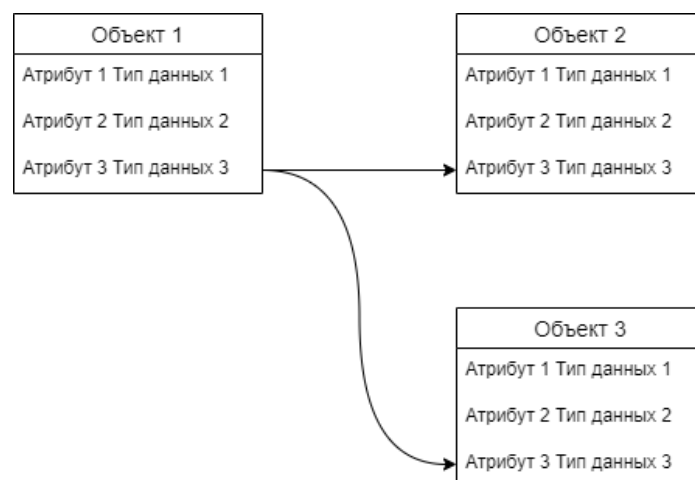 Объект 1
Атрибут 1 Тип данных 1
Атрибут 2 Тип данных 2
Атрибут 3 Тип данных 3
Объект 2
Атрибут 1 Тип данных 1
Атрибут 2 Тип данных 2
Атрибут 3 Тип данных 3
Объект 3
Атрибут 1 Тип данных 1
Атрибут 2 Тип данных 2
Атрибут 3 Тип данных 3